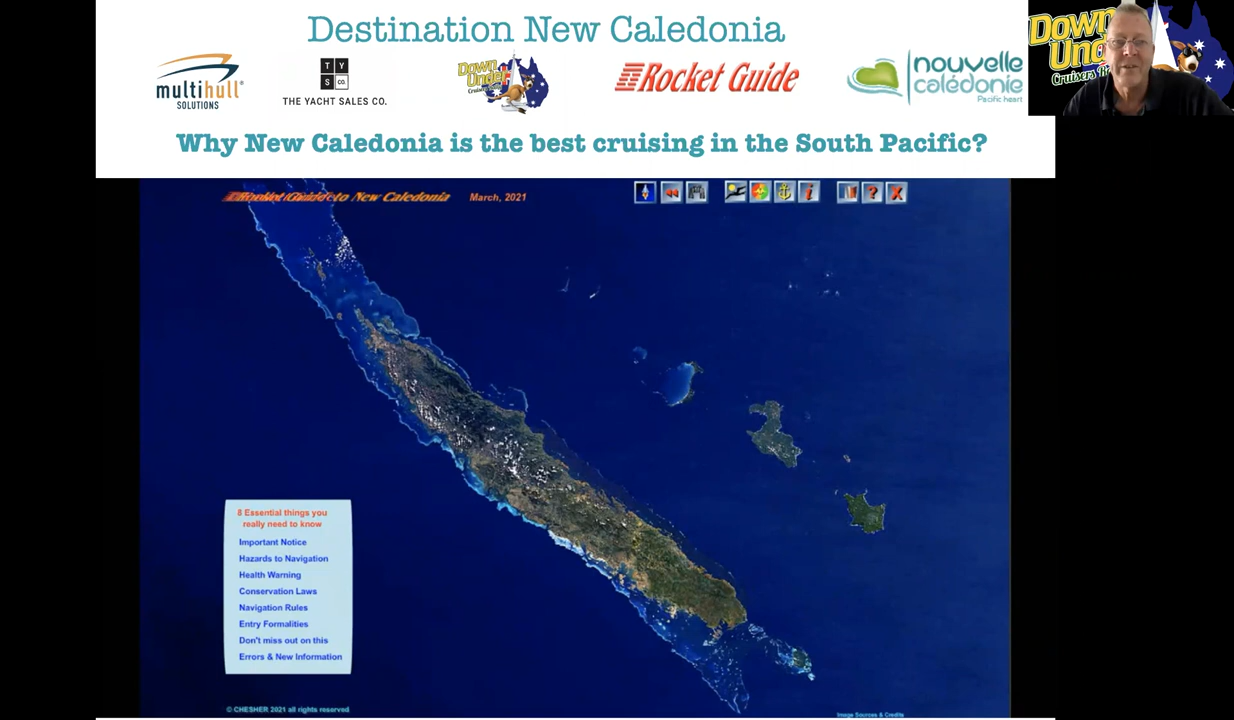 Destination New Caledonia
multihull
SOLUTIONS
T Y
S CO.
THE YACHT SALES CO.
Down
Under
Cruisers
Rocket Guide
nouvelle
calédonie
Pacific heart
Down
Under
Cruisers
Why New Caledonia is the best cruising in the South Pacific?
to New Caledonia
March, 2021
8 Essential things you
really need to know
Important Notice
Hazards to Navigation
Health Warning
Conservation Laws
Navigation Rules
Entry Formalities
Don't miss out on this
Errors & New Information
© CHESHER 2021 all rights reserved
Image Sources & Credits